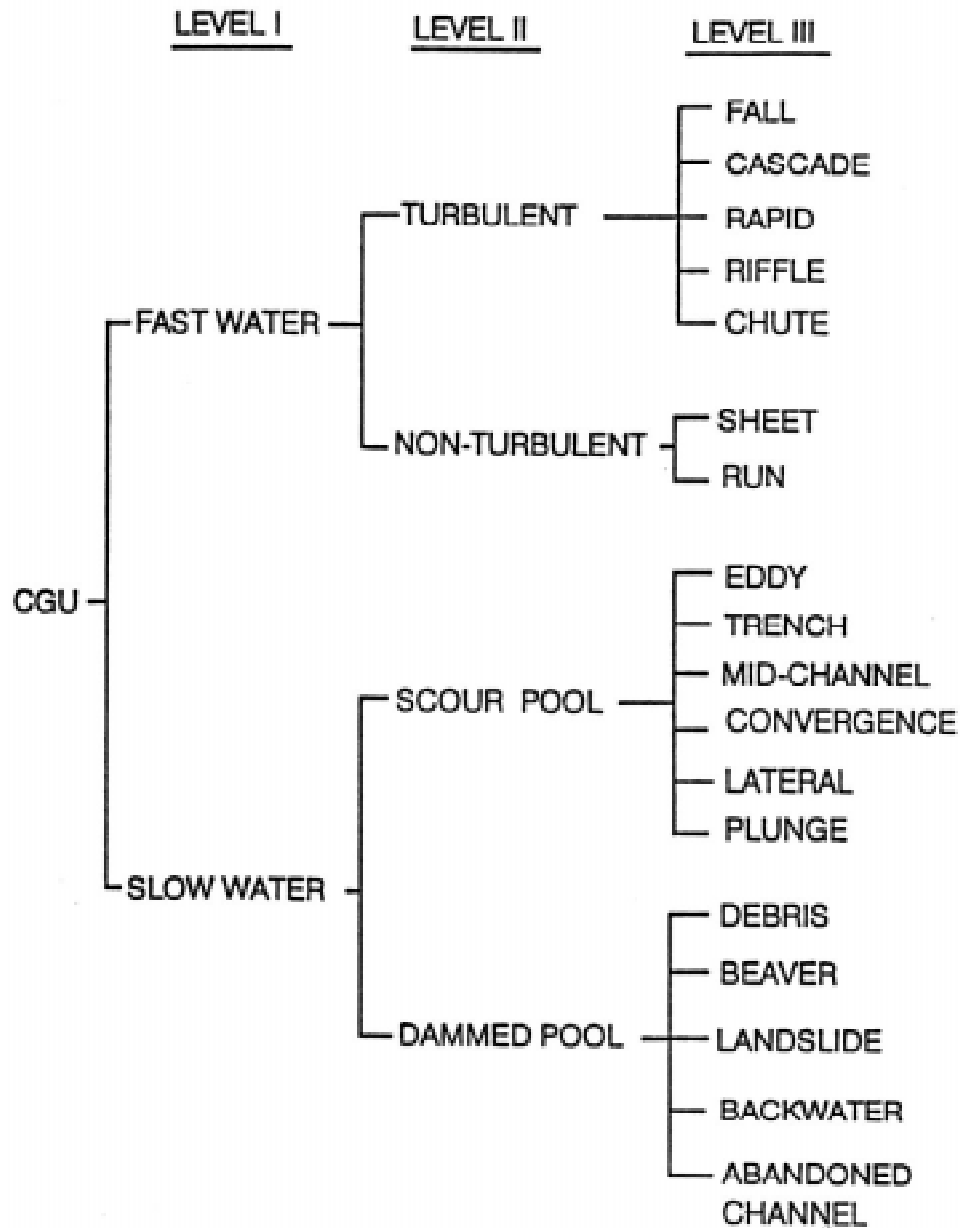 LEVEL I LEVEL II LEVEL III
FALL
CASCADE
TURBULENT RAPID
RIFFLE
FAST WATER CHUTE
NON-TURBULENT SHEET
RUN
CGU EDDY
TRENCH
MID-CHANNEL
SCOUR POOL CONVERGENCE
LATERAL
PLUNGE
SLOW WATER
DEBRIS
BEAVER
DAMMED POOL LANDSLIDE
BACKWATER
ABANDONED
CHANNEL